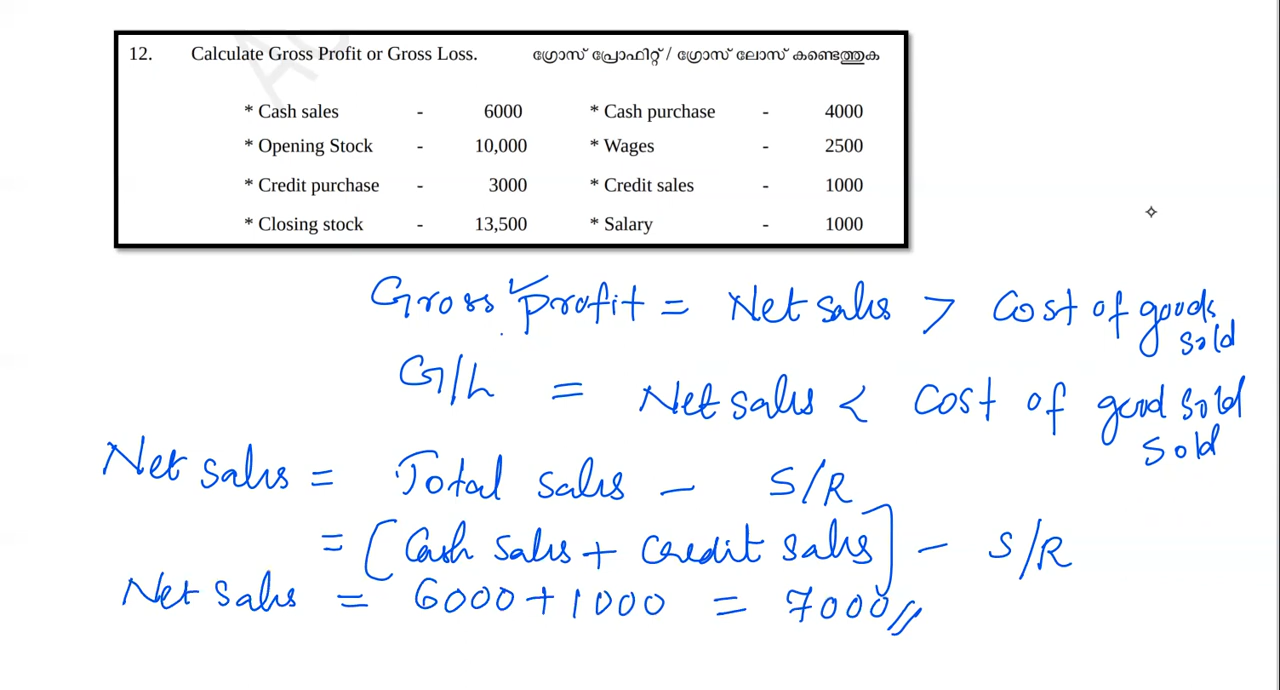 12. Calculate Gross Profit or Gross Loss. ഗ്രോസ് പ്രോഫിറ്റ് / ഗ്രോസ് ലോസ് കണ്ടെത്തുക
* Cash sales - 6000 * Cash purchase - 4000
* Opening Stock - 10,000 * Wages - 2500
* Credit purchase - 3000 * Credit sales - 1000
* Closing stock - 13,500 * Salary - 1000
Gross profit = Net sales > Cost of goods
sold
G/L = Net sales < Cost of good sold
sold
Net sales = Total sales - S/R
= [Cash sales + Credit sales] - S/R
Net sales = 6000 + 1000 = 7000//